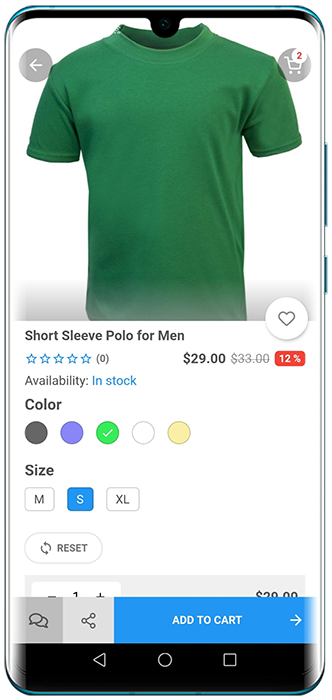 2
Short Sleeve Polo for Men
(0) $29.00 $33.00 12 %
Availability: In stock
Color
Size
M S XL
RESET
1 $29.00
ADD TO CART